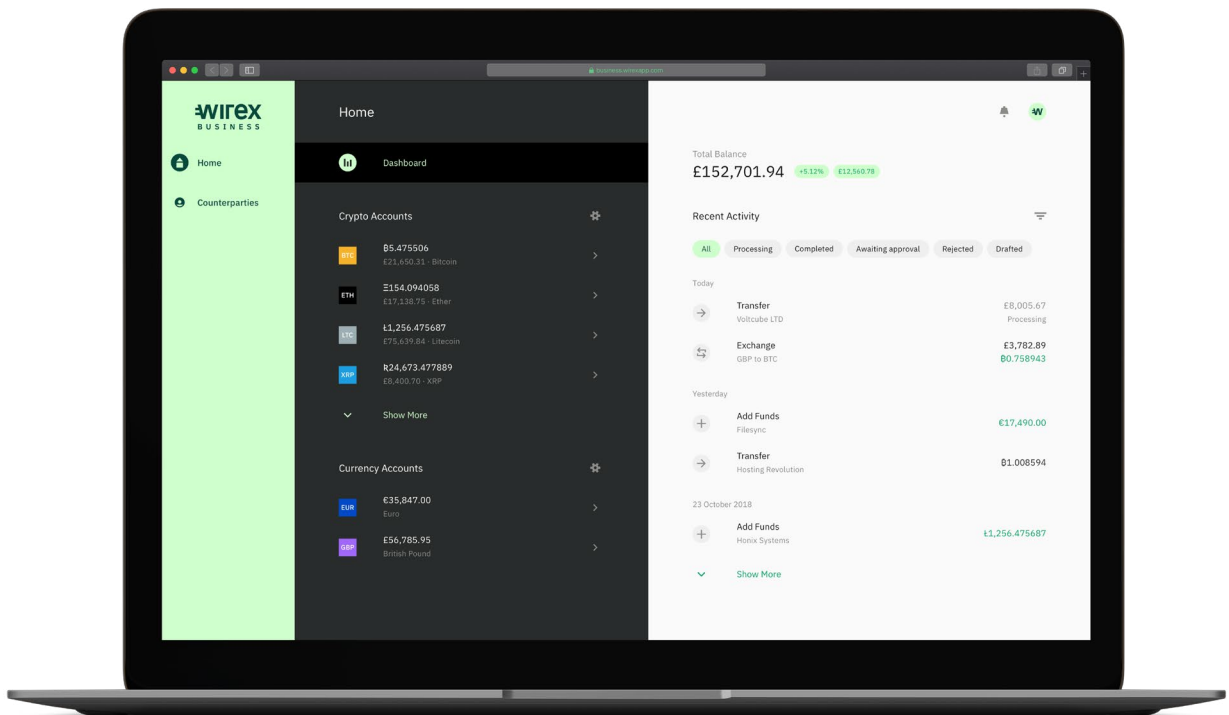 business.wirexapp.com
wirex
BUSINESS
Home
Counterparties
Home
Dashboard
Crypto Accounts
BTC
₿5.475506
£21,650.31 · Bitcoin
ETH
Ξ154.094058
£17,138.75 · Ether
LTC
Ł1,256.475687
£75,639.84 · Litecoin
XRP
Ʀ24,673.477889
£8,400.70 · XRP
Show More
Currency Accounts
EUR
€35,847.00
Euro
GBP
£56,785.95
British Pound
W
Total Balance
£152,701.94 +5.12% £12,560.78
Recent Activity
All Processing Completed Awaiting approval Rejected Drafted
Today
Transfer £8,005.67
Voltcube LTD Processing
Exchange £3,782.89
GBP to BTC ₿0.758943
Yesterday
Add Funds €17,490.00
Filesync
Transfer ₿1.008594
Hosting Revolution
23 October 2018
Add Funds Ł1,256.475687
Honix Systems
Show More